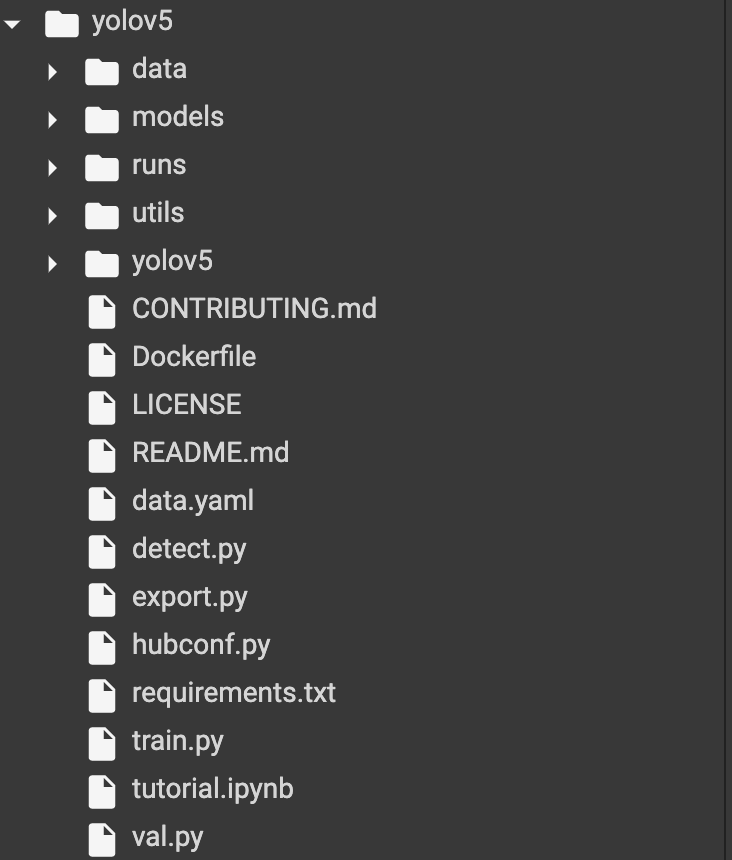 yolov5
data
models
runs
utils
yolov5
CONTRIBUTING.md
Dockerfile
LICENSE
README.md
data.yaml
detect.py
export.py
hubconf.py
requirements.txt
train.py
tutorial.ipynb
val.py